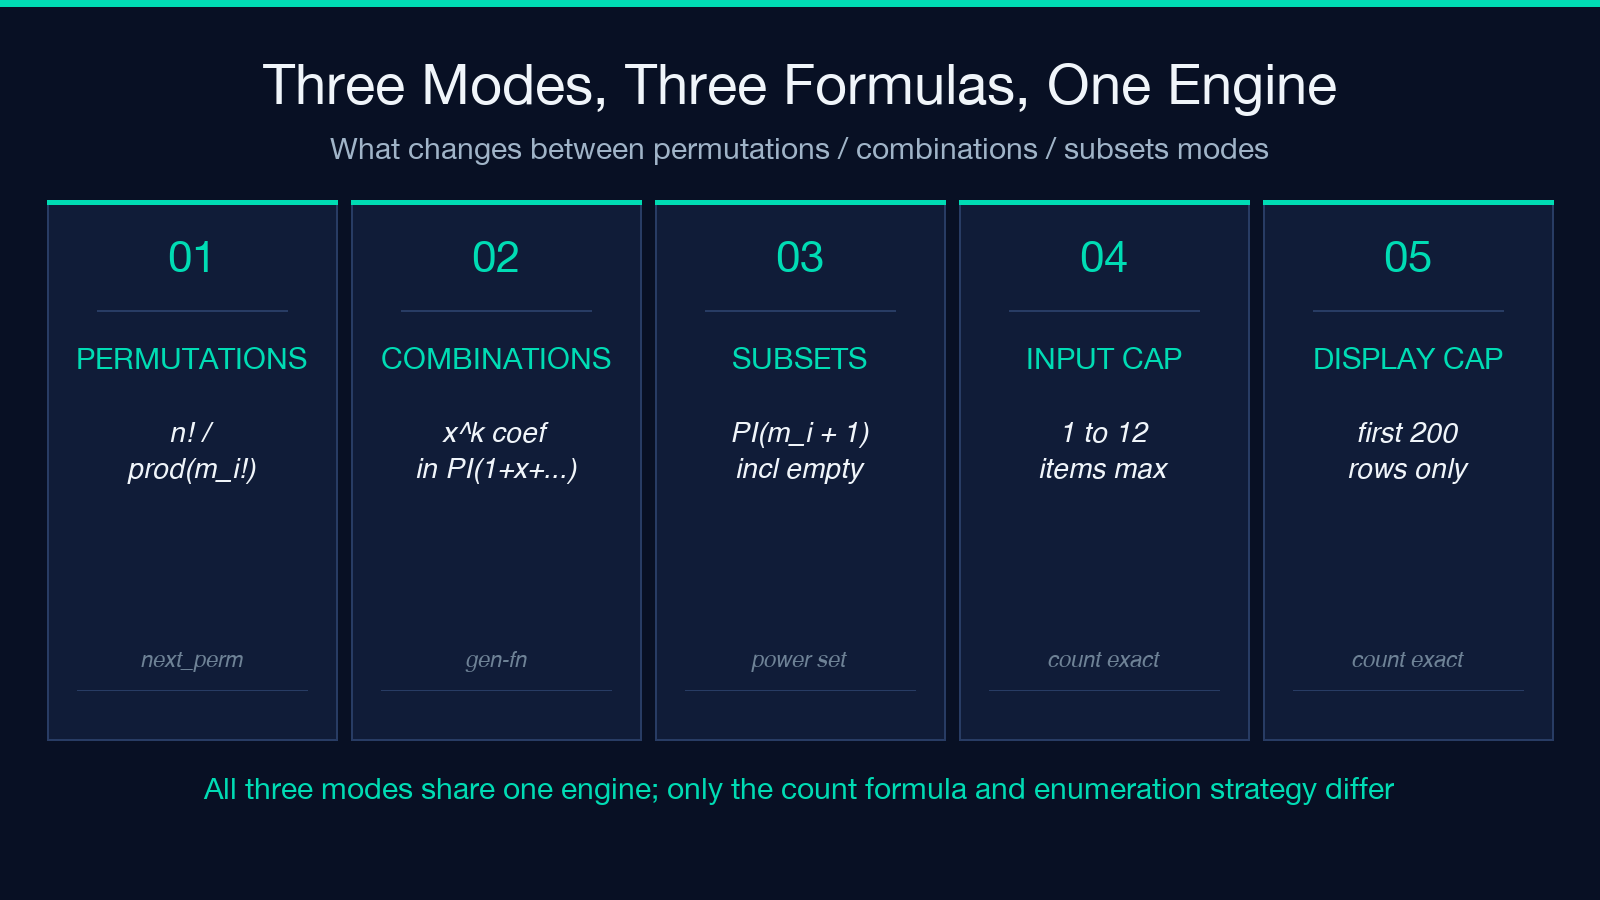 Three Modes, Three Formulas, One Engine
What changes between permutations / combinations / subsets modes
01
PERMUTATIONS
n! /
prod(m_i!)
next_perm
02
COMBINATIONS
x^k coef
in PI(1+x+...)
gen-fn
03
SUBSETS
PI(m_i + 1)
incl empty
power set
04
INPUT CAP
1 to 12
items max
count exact
05
DISPLAY CAP
first 200
rows only
count exact
All three modes share one engine; only the count formula and enumeration strategy differ